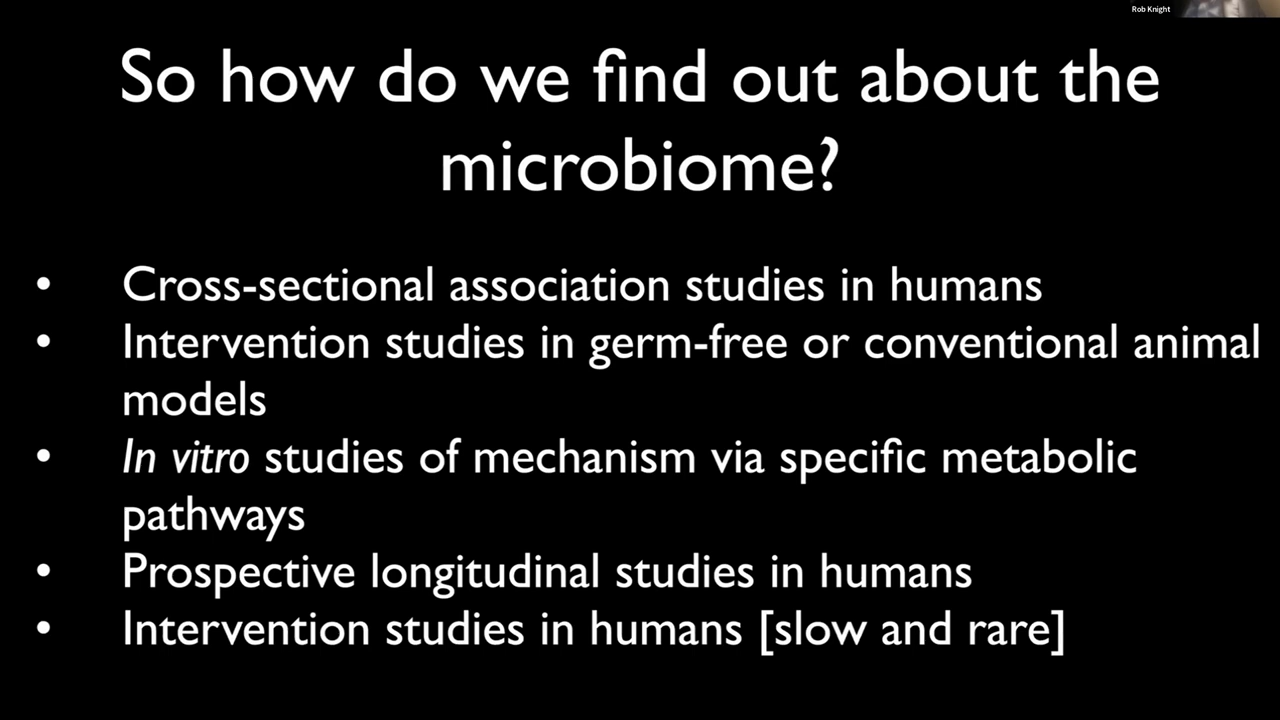 Rob Knight
So how do we find out about the
microbiome?
• Cross-sectional association studies in humans
• Intervention studies in germ-free or conventional animal
models
• In vitro studies of mechanism via specific metabolic
pathways
• Prospective longitudinal studies in humans
• Intervention studies in humans [slow and rare]